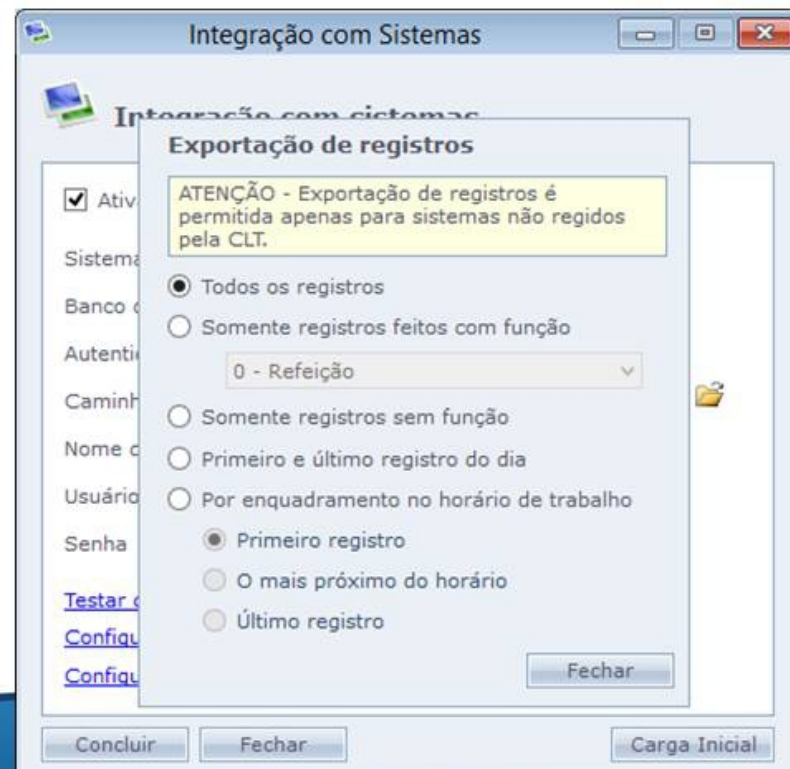 Integração com Sistemas
Integração com sistemas
Exportação de registros
ATENÇÃO - Exportação de registros é
permitida apenas para sistemas não regidos
pela CLT.
Todos os registros
Somente registros feitos com função
0 - Refeição
Somente registros sem função
Primeiro e último registro do dia
Por enquadramento no horário de trabalho
Primeiro registro
O mais próximo do horário
Último registro
Fechar
Ativ
Sistema
Banco
Autenti
Caminh
Nome
Usuário
Senha
Testar
Configu
Configu
Concluir
Fechar
Carga Inicial